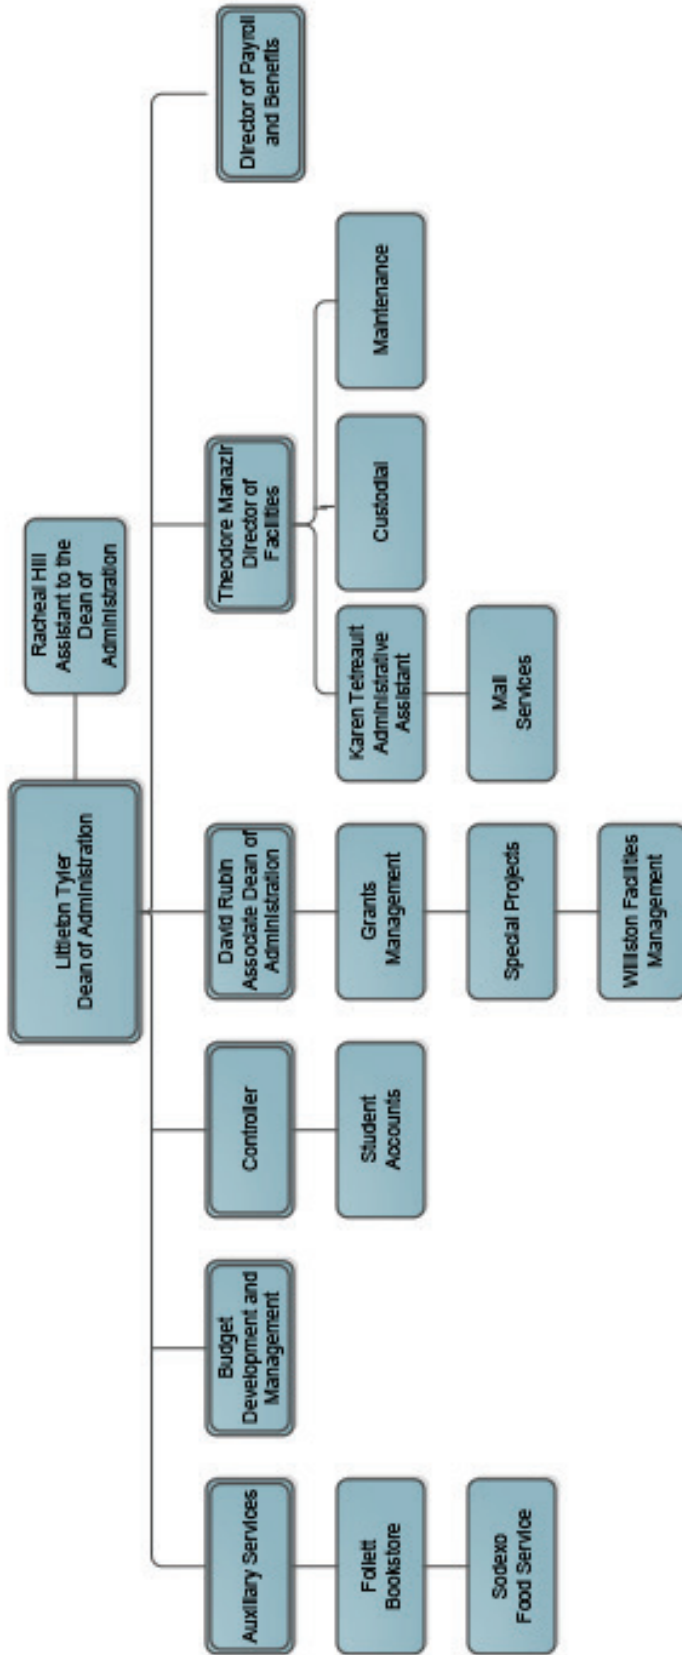 Littleton Tyler
Dean of Administration
Racheal Hill
Assistant to the
Dean of
Administration
Auxiliary Services
Budget
Development and
Management
Controller
David Rubin
Associate Dean of
Administration
Theodore Manazir
Director of
Facilities
Director of Payroll
and Benefits
Follett
Bookstore
Student
Accounts
Grants
Management
Karen Tetreault
Administrative
Assistant
Custodial
Maintenance
Sodexo
Food Service
Special Projects
Mail
Services
Williston Facilities
Management